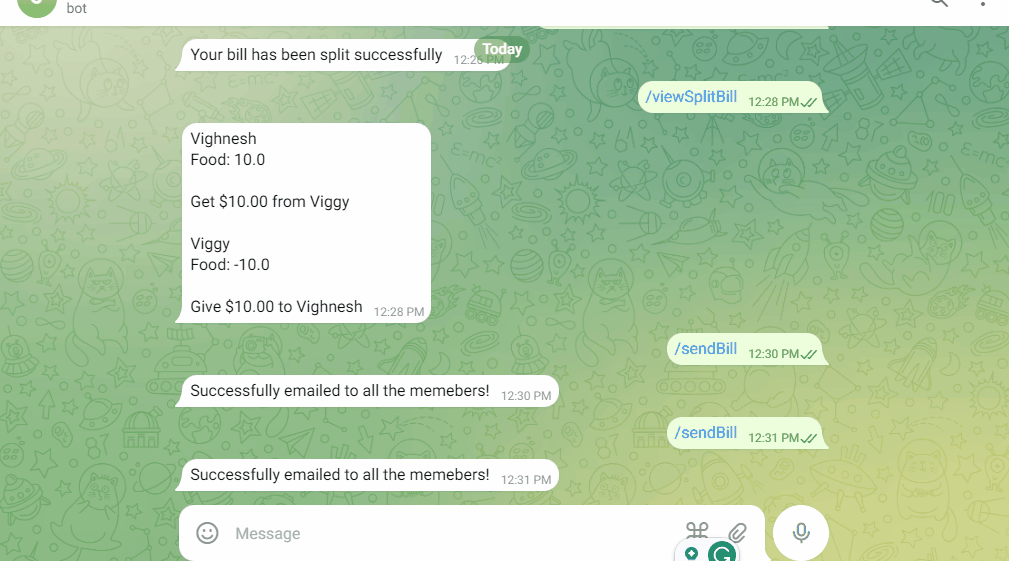 bot
Today
Your bill has been split successfully 12:26 PM
/viewSplitBill 12:28 PM
Vighnesh
Food: 10.0
Get $10.00 from Viggy
Viggy
Food: -10.0
Give $10.00 to Vighnesh 12:28 PM
/sendBill 12:30 PM
Successfully emailed to all the memebers! 12:30 PM
/sendBill 12:31 PM
Successfully emailed to all the memebers! 12:31 PM
Message